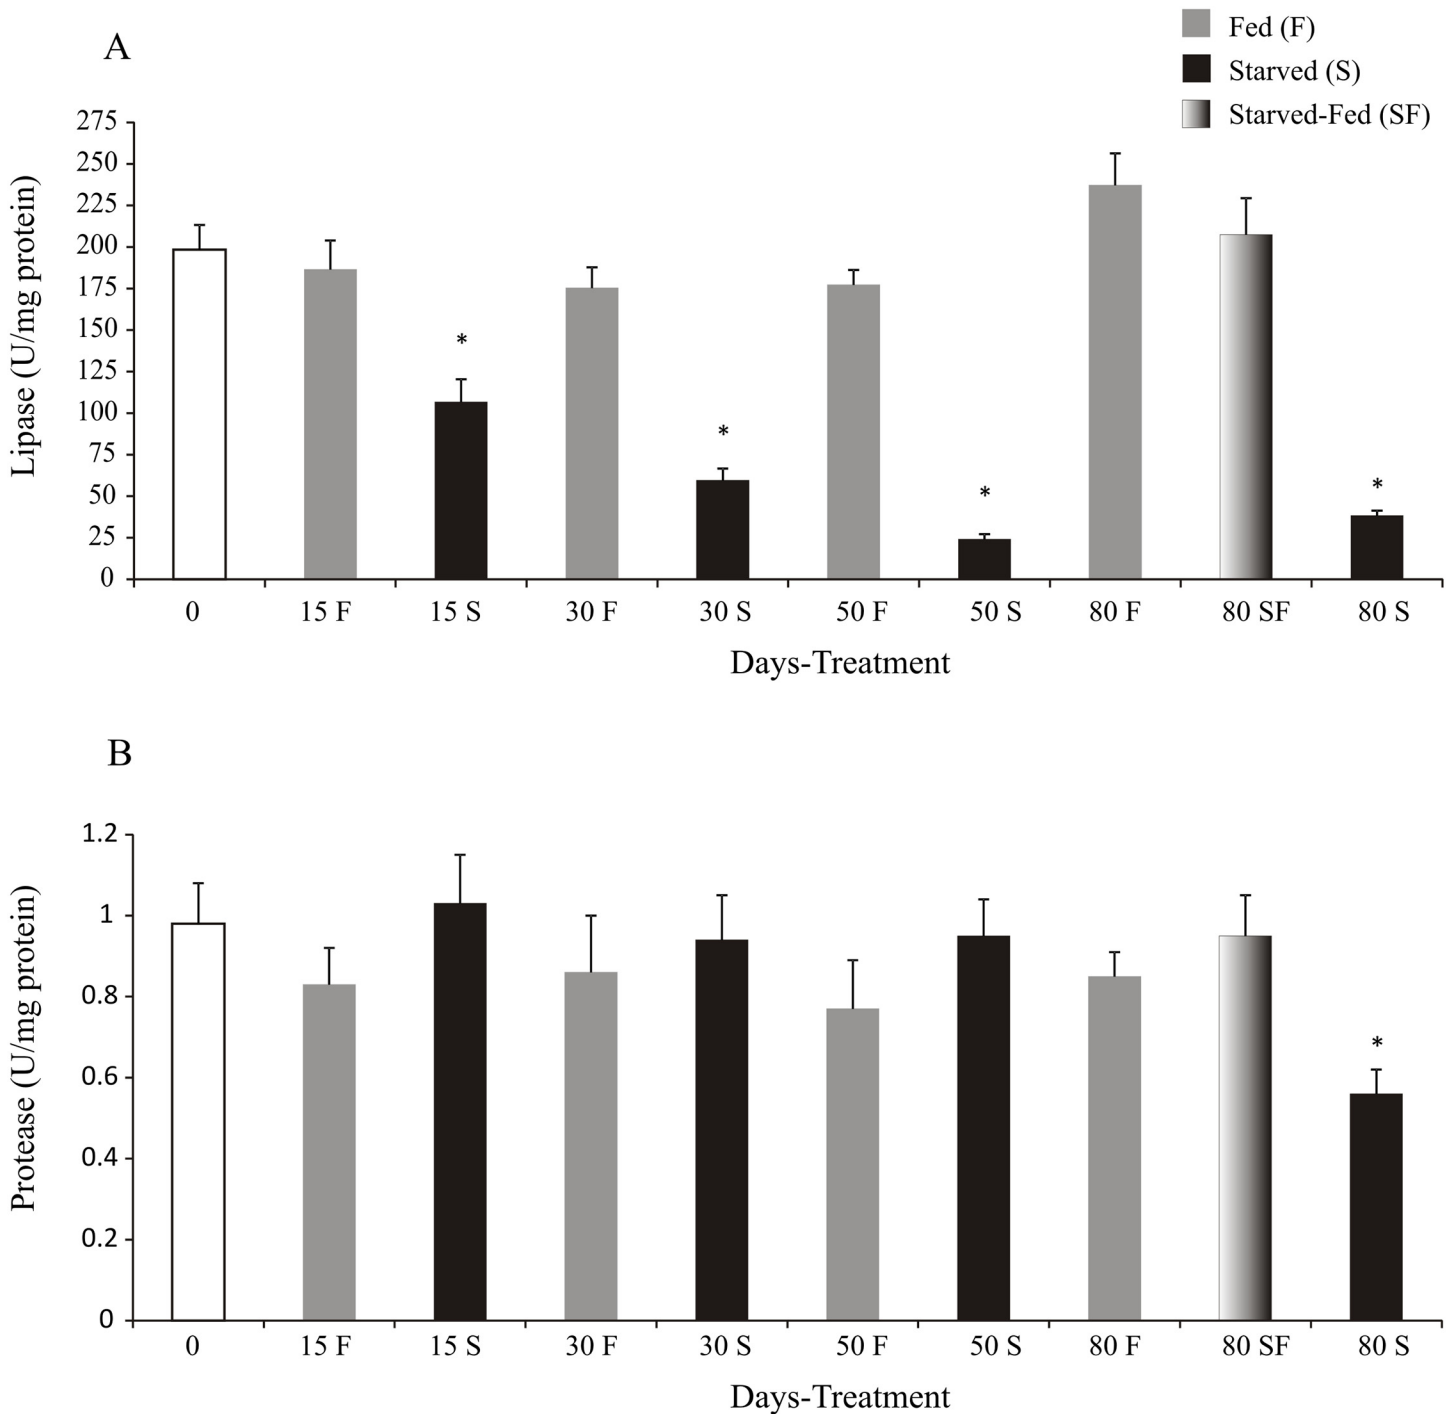 A
Fed (F)
Starved (S)
Starved-Fed (SF)
Lipase (U/mg protein)
275
250
225
200
175
150
125
100
75
50
25
0
*
*
*
*
0 15 F 15 S 30 F 30 S 50 F 50 S 80 F 80 SF 80 S
Days-Treatment
B
Protease (U/mg protein)
1.2
1
0.8
0.6
0.4
0.2
0
*
0 15 F 15 S 30 F 30 S 50 F 50 S 80 F 80 SF 80 S
Days-Treatment